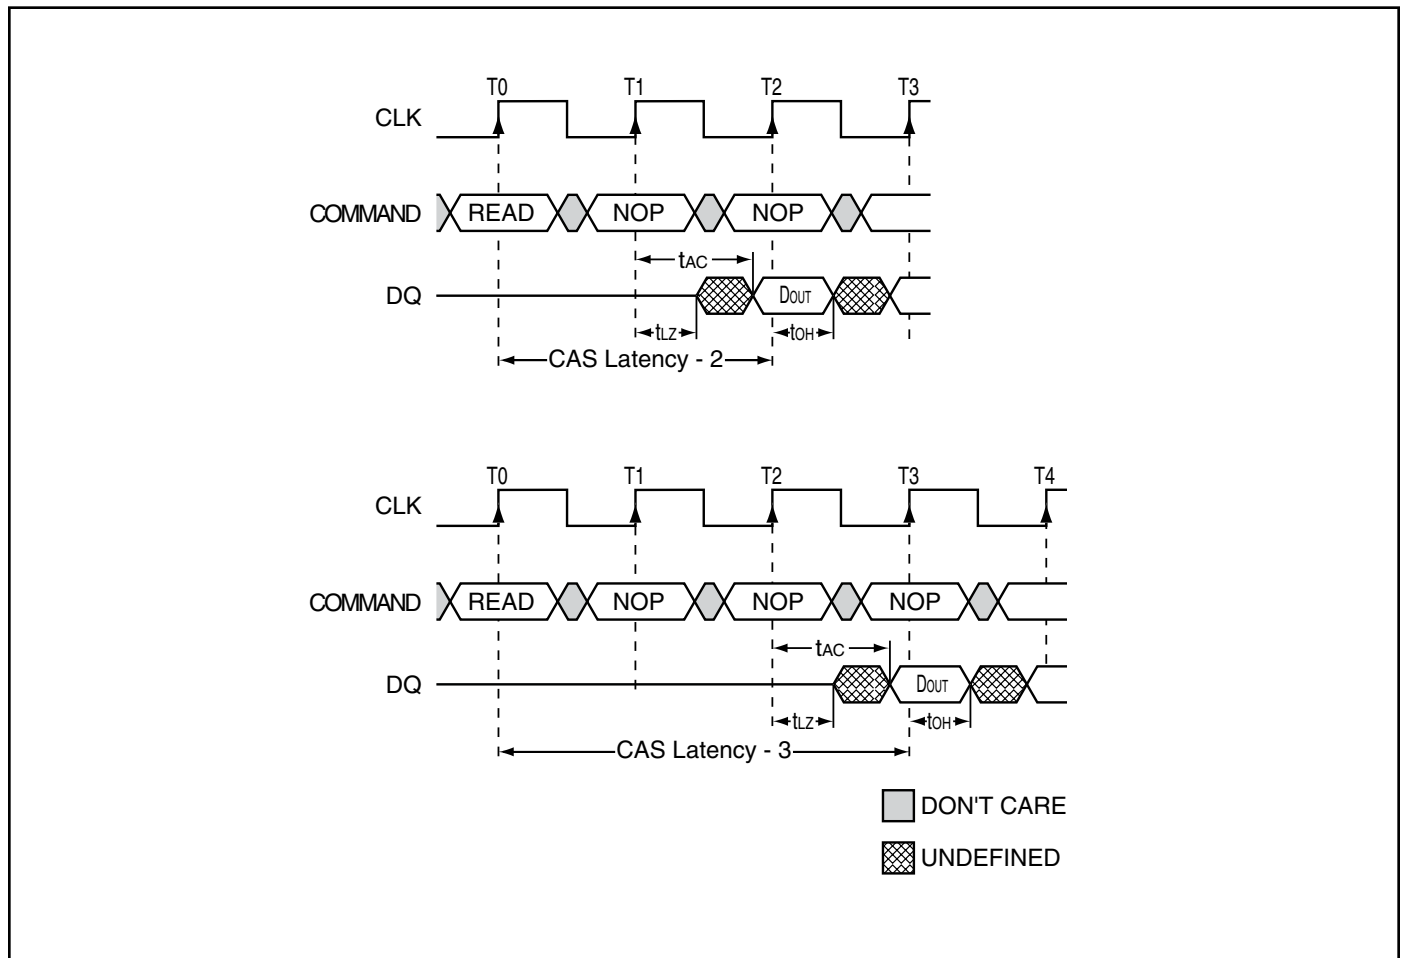 T0 T1 T2 T3
CLK
COMMAND READ NOP NOP
tAC
DQ DOUT
tLZ tOH
CAS Latency - 2
T0 T1 T2 T3 T4
CLK
COMMAND READ NOP NOP NOP
tAC
DQ DOUT
tLZ tOH
CAS Latency - 3
DON'T CARE
UNDEFINED